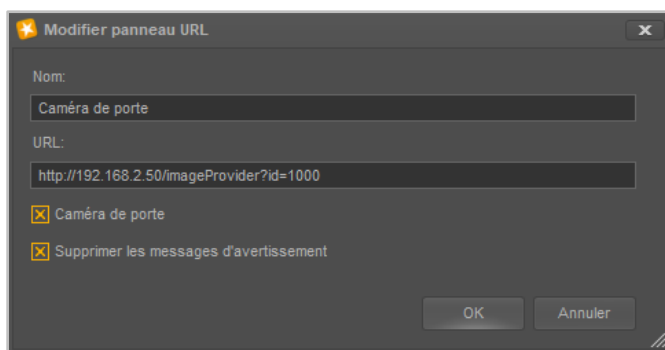 Modifier panneau URL
Nom:
Caméra de porte
URL:
http://192.168.2.50/imageProvider?id=1000
Caméra de porte
Supprimer les messages d'avertissement
OK Annuler